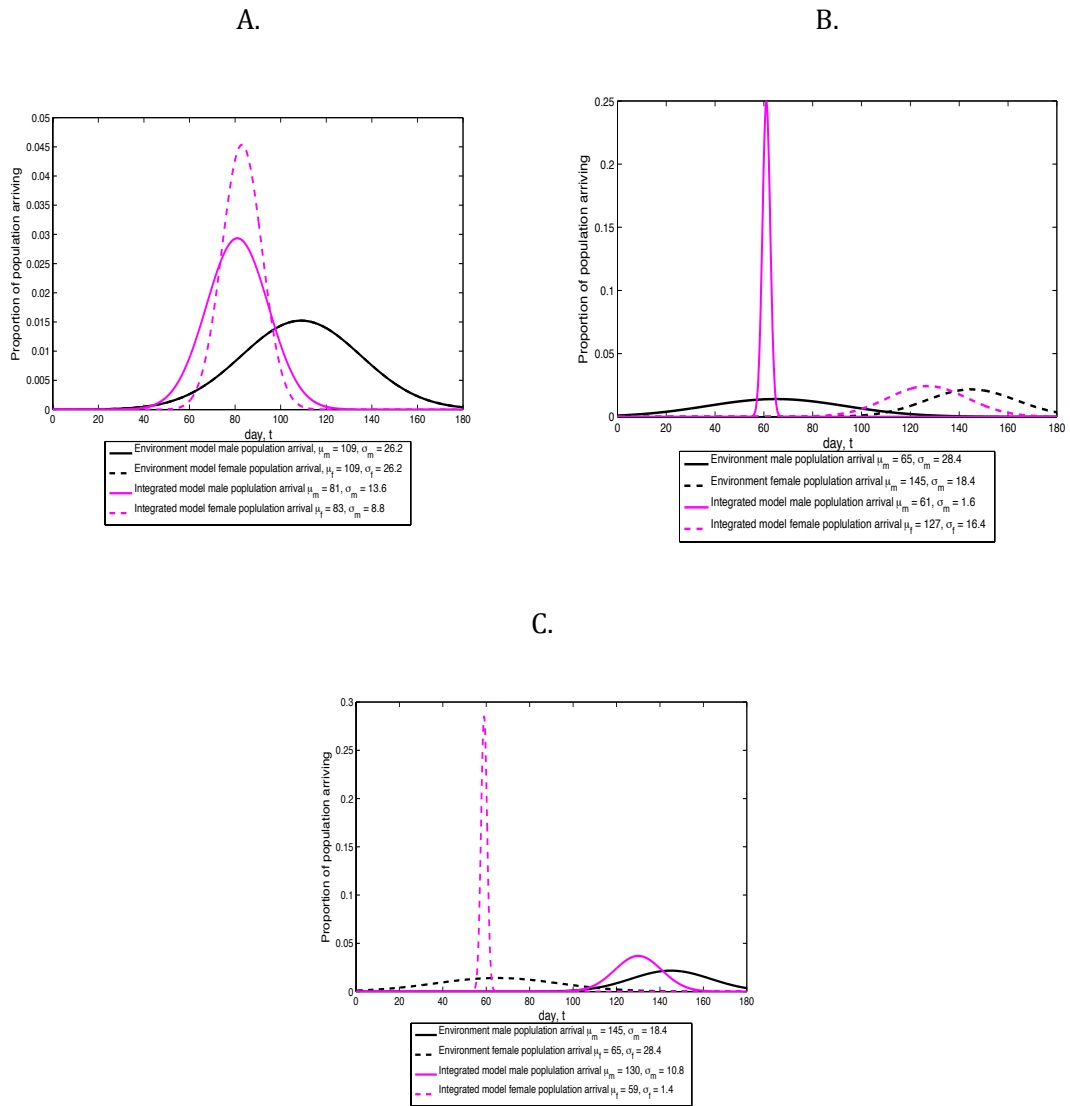 A.
0.05
0.045
0.04
0.035
0.03
0.025
0.02
0.015
0.01
0.005
0
Proportion of population arriving
0 20 40 60 80 100 120 140 160 180
day, t
Environment model male popluation arrival, μm = 109, σm = 26.2
Environment model female popluation arrival, μf = 109, σf = 26.2
Integrated model male poplulation arrival μm = 81, σm = 13.6
Integrated model female poplulation arrival μf = 83, σm = 8.8
B.
0.25
0.2
0.15
0.1
0.05
0
Proportion of population arriving
0 20 40 60 80 100 120 140 160 180
day, t
Environment male poplulation arrival μm = 65, σm = 28.4
Environment female poplulation arrival μm = 145, σm = 18.4
Integrated model male poplulation arrival μm = 61, σm = 1.6
Integrated model female poplulation arrival μf = 127, σf = 16.4
C.
0.3
0.25
0.2
0.15
0.1
0.05
0
Proportion of population arriving
0 20 40 60 80 100 120 140 160 180
day, t
Environment male poplulation arrival μm = 145, σm = 18.4
Environment female poplulation arrival μf = 65, σf = 28.4
Integrated model male poplulation arrival μm = 130, σm = 10.8
Integrated model female poplulation arrival μf = 59, σf = 1.4